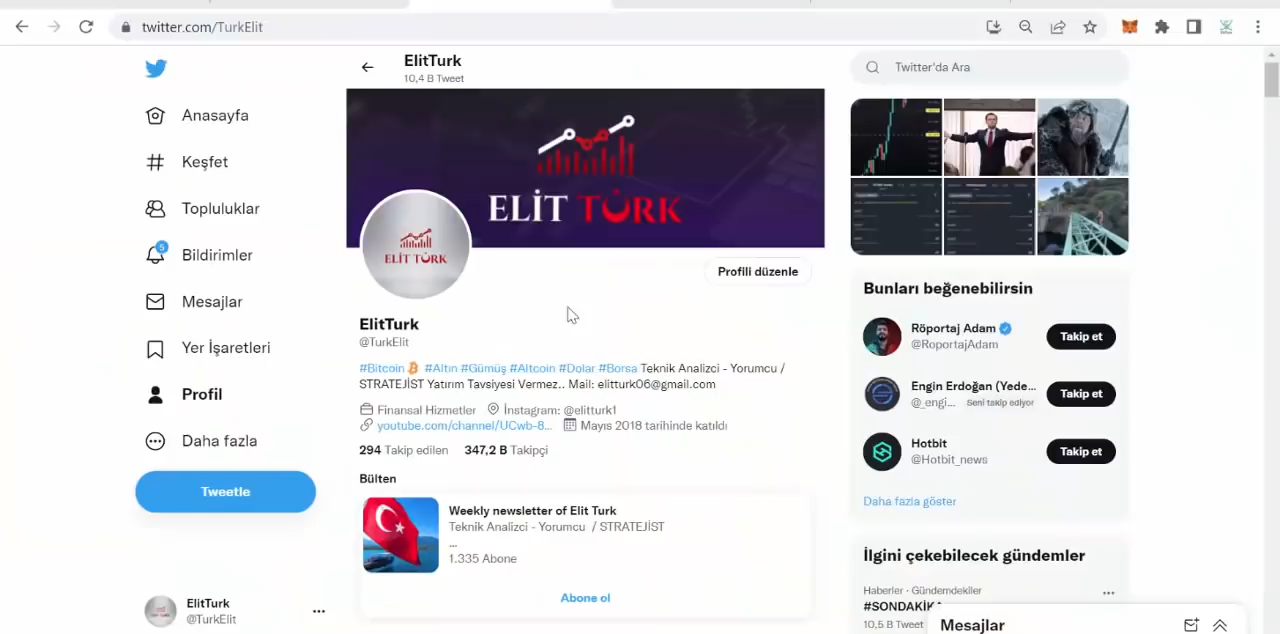 twitter.com/TurkElit
ElitTurk
10,4 B Tweet
Twitter'da Ara
Anasayfa
Keşfet
Topluluklar
5
Bildirimler
Mesajlar
Yer İşaretleri
Profil
Daha fazla
Tweetle
ElitTurk
@TurkElit
ELİT TÜRK
ELİT TÜRK
Profili düzenle
ElitTurk
@TurkElit
#Bitcoin #Altın #Gümüş #Altcoin #Dolar #Borsa Teknik Analizci - Yorumcu /
STRATEJİST Yatırım Tavsiyesi Vermez.. Mail: elitturk06@gmail.com
Finansal Hizmetler İnstagram: @elitturk1
youtube.com/channel/UCwb-8... Mayıs 2018 tarihinde katıldı
294 Takip edilen 347,2 B Takipçi
Bülten
Weekly newsletter of Elit Turk
Teknik Analizci - Yorumcu / STRATEJİST
...
1.335 Abone
Abone ol
Bunları beğenebilirsin
Röportaj Adam
@RoportajAdam
Takip et
Engin Erdoğan (Yede...
@_engi... Seni takip ediyor
Takip et
Hotbit
@Hotbit_news
Takip et
Daha fazla göster
İlgini çekebilecek gündemler
Haberler · Gündemdekiler
#SONDAKİKA
10,5 B Tweet
Mesajlar